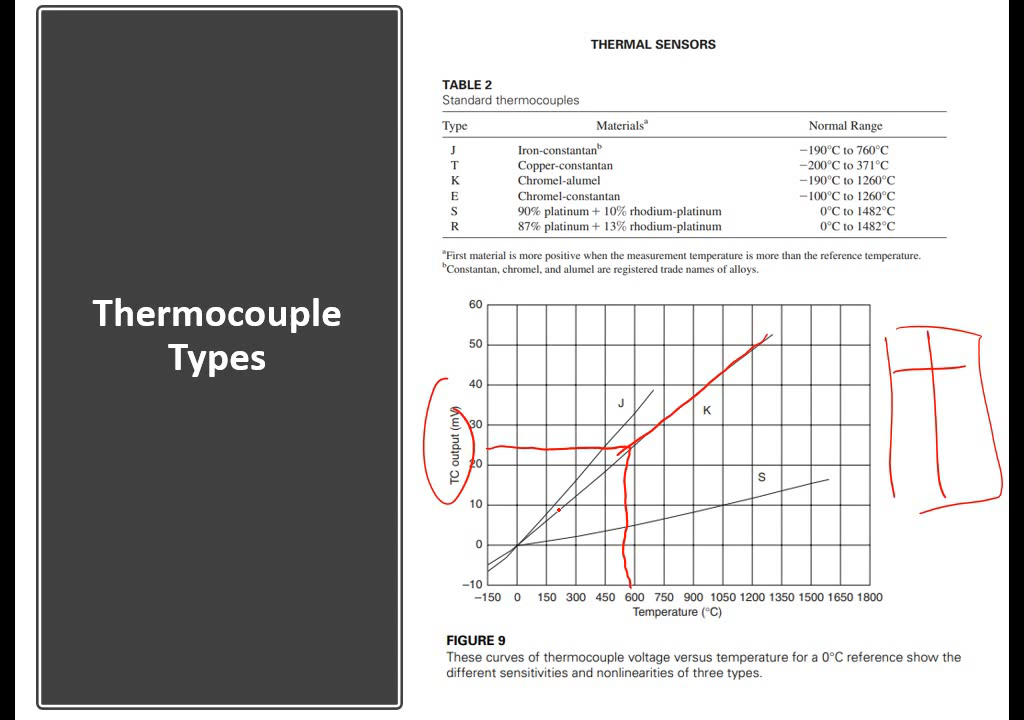 Thermocouple
Types
THERMAL SENSORS
TABLE 2
Standard thermocouples
Type Materialsᵃ Normal Range
J Iron-constantanᵇ −190°C to 760°C
T Copper-constantan −200°C to 371°C
K Chromel-alumel −190°C to 1260°C
E Chromel-constantan −100°C to 1260°C
S 90% platinum + 10% rhodium-platinum 0°C to 1482°C
R 87% platinum + 13% rhodium-platinum 0°C to 1482°C
ᵃFirst material is more positive when the measurement temperature is more than the reference temperature.
ᵇConstantan, chromel, and alumel are registered trade names of alloys.
60
50
40
30
20
10
0
−10
TC output (mV)
J
K
S
−150 0 150 300 450 600 750 900 1050 1200 1350 1500 1650 1800
Temperature (°C)
FIGURE 9
These curves of thermocouple voltage versus temperature for a 0°C reference show the
different sensitivities and nonlinearities of three types.